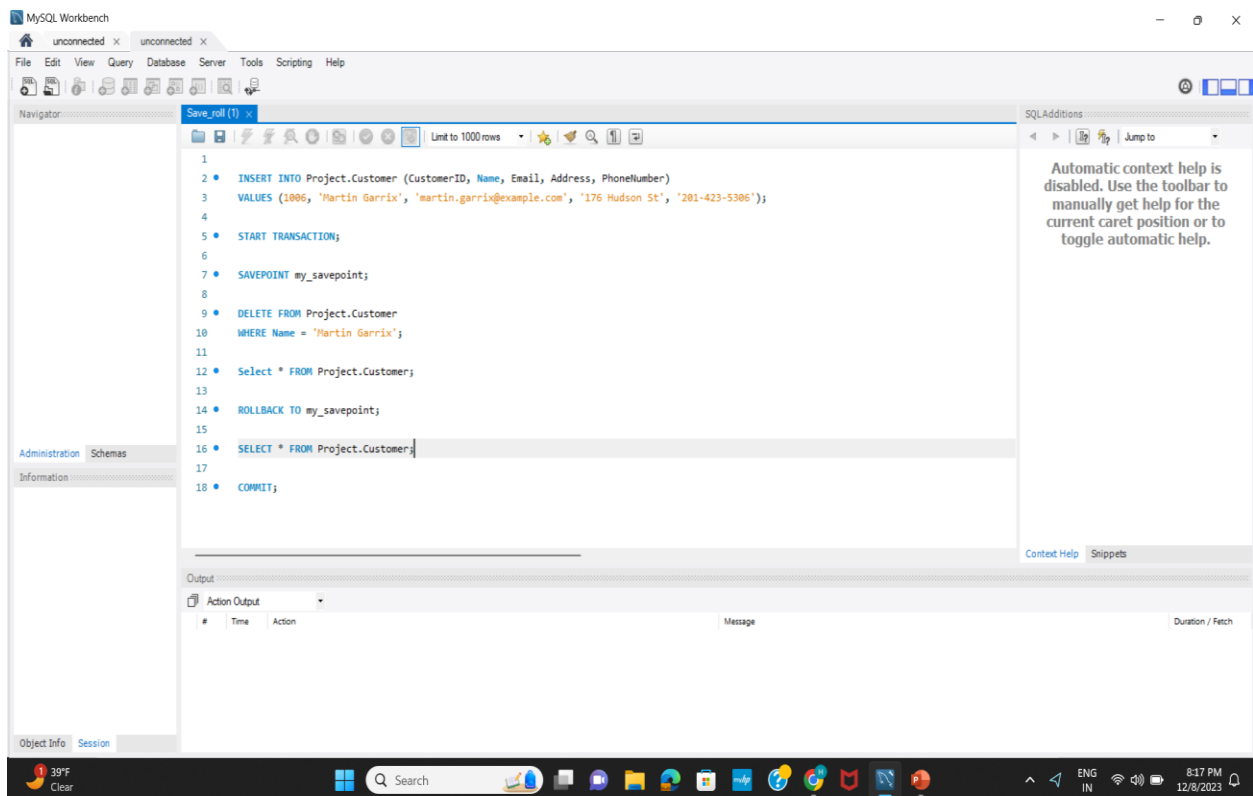 MySQL Workbench
unconnected × unconnected ×
File Edit View Query Database Server Tools Scripting Help
Navigator
Save_roll (1) ×
SQLAdditions
Limit to 1000 rows
Jump to
1
2 INSERT INTO Project.Customer (CustomerID, Name, Email, Address, PhoneNumber)
3 VALUES (1006, 'Martin Garrix', 'martin.garrix@example.com', '176 Hudson St', '201-423-5306');
4
5 START TRANSACTION;
6
7 SAVEPOINT my_savepoint;
8
9 DELETE FROM Project.Customer
10 WHERE Name = 'Martin Garrix';
11
12 Select * FROM Project.Customer;
13
14 ROLLBACK TO my_savepoint;
15
16 SELECT * FROM Project.Customer;
17
18 COMMIT;
Automatic context help is
disabled. Use the toolbar to
manually get help for the
current caret position or to
toggle automatic help.
Administration Schemas
Information
Context Help Snippets
Output
Action Output
# Time Action Message Duration / Fetch
Object Info Session
1
39°F
Clear
Search
myhp
ENG
IN
8:17 PM
12/8/2023